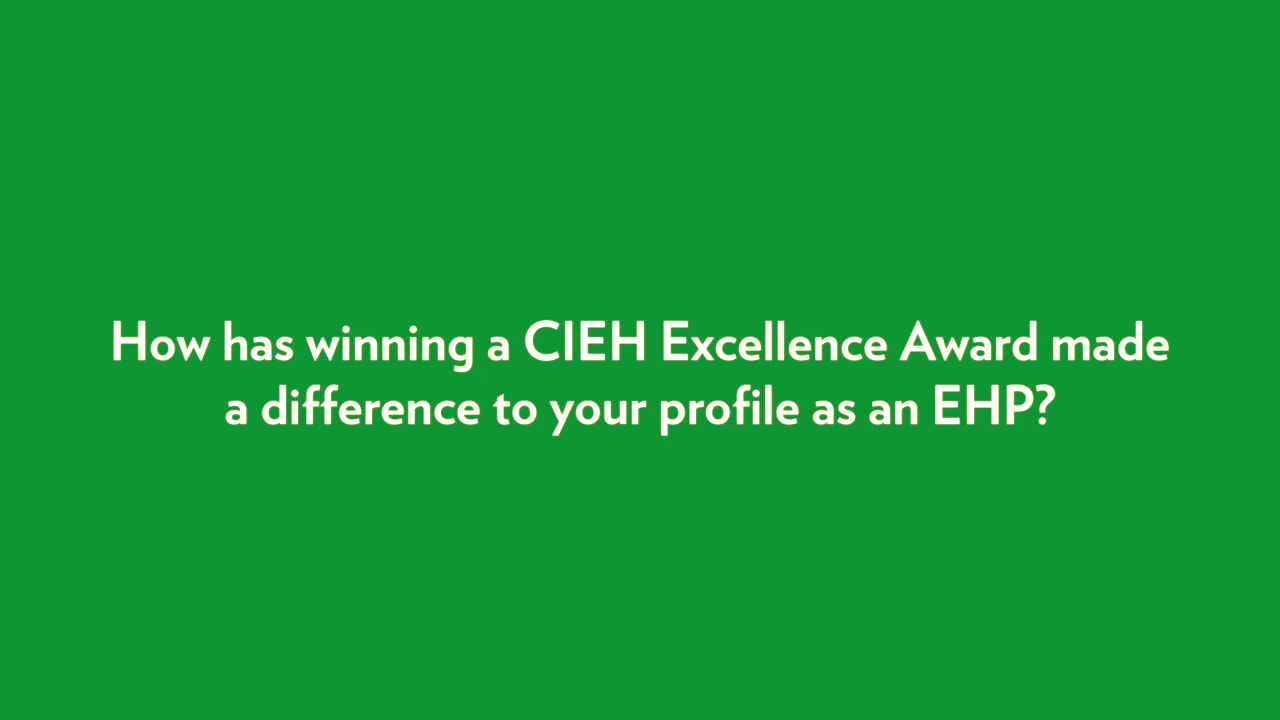 How has winning a CIEH Excellence Award made
a difference to your profile as an EHP?